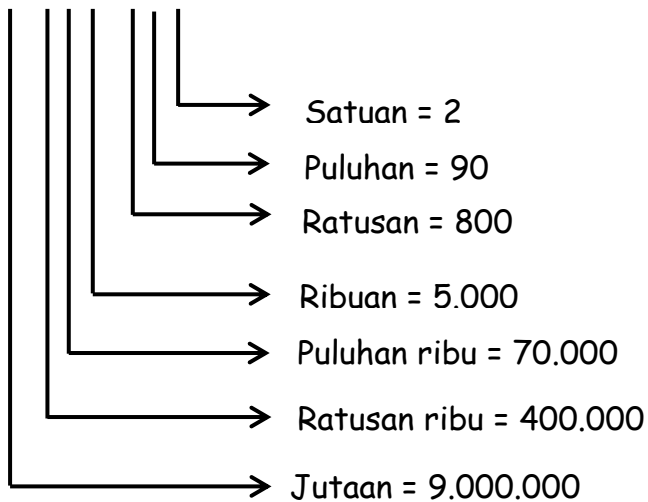 Satuan = 2
Puluhan = 90
Ratusan = 800
Ribuan = 5.000
Puluhan ribu = 70.000
Ratusan ribu = 400.000
Jutaan = 9.000.000